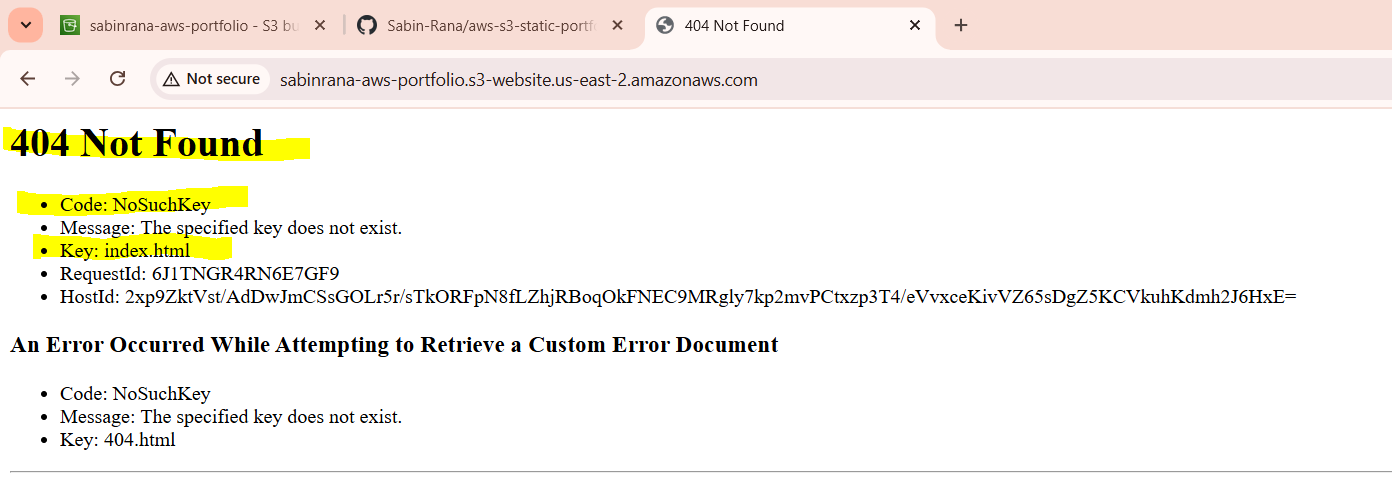 sabinrana-aws-portfolio - S3 bu
Sabin-Rana/aws-s3-static-portf
404 Not Found
Not secure
sabinrana-aws-portfolio.s3-website.us-east-2.amazonaws.com
404 Not Found
Code: NoSuchKey
Message: The specified key does not exist.
Key: index.html
RequestId: 6J1TNGR4RN6E7GF9
HostId: 2xp9ZktVst/AdDwJmCSsGOLr5r/sTkORFpN8fLZhjRBoqOkFNEC9MRgly7kp2mvPCtxzp3T4/eVvxceKivVZ65sDgZ5KCVkuhKdmh2J6HxE=
An Error Occurred While Attempting to Retrieve a Custom Error Document
Code: NoSuchKey
Message: The specified key does not exist.
Key: 404.html